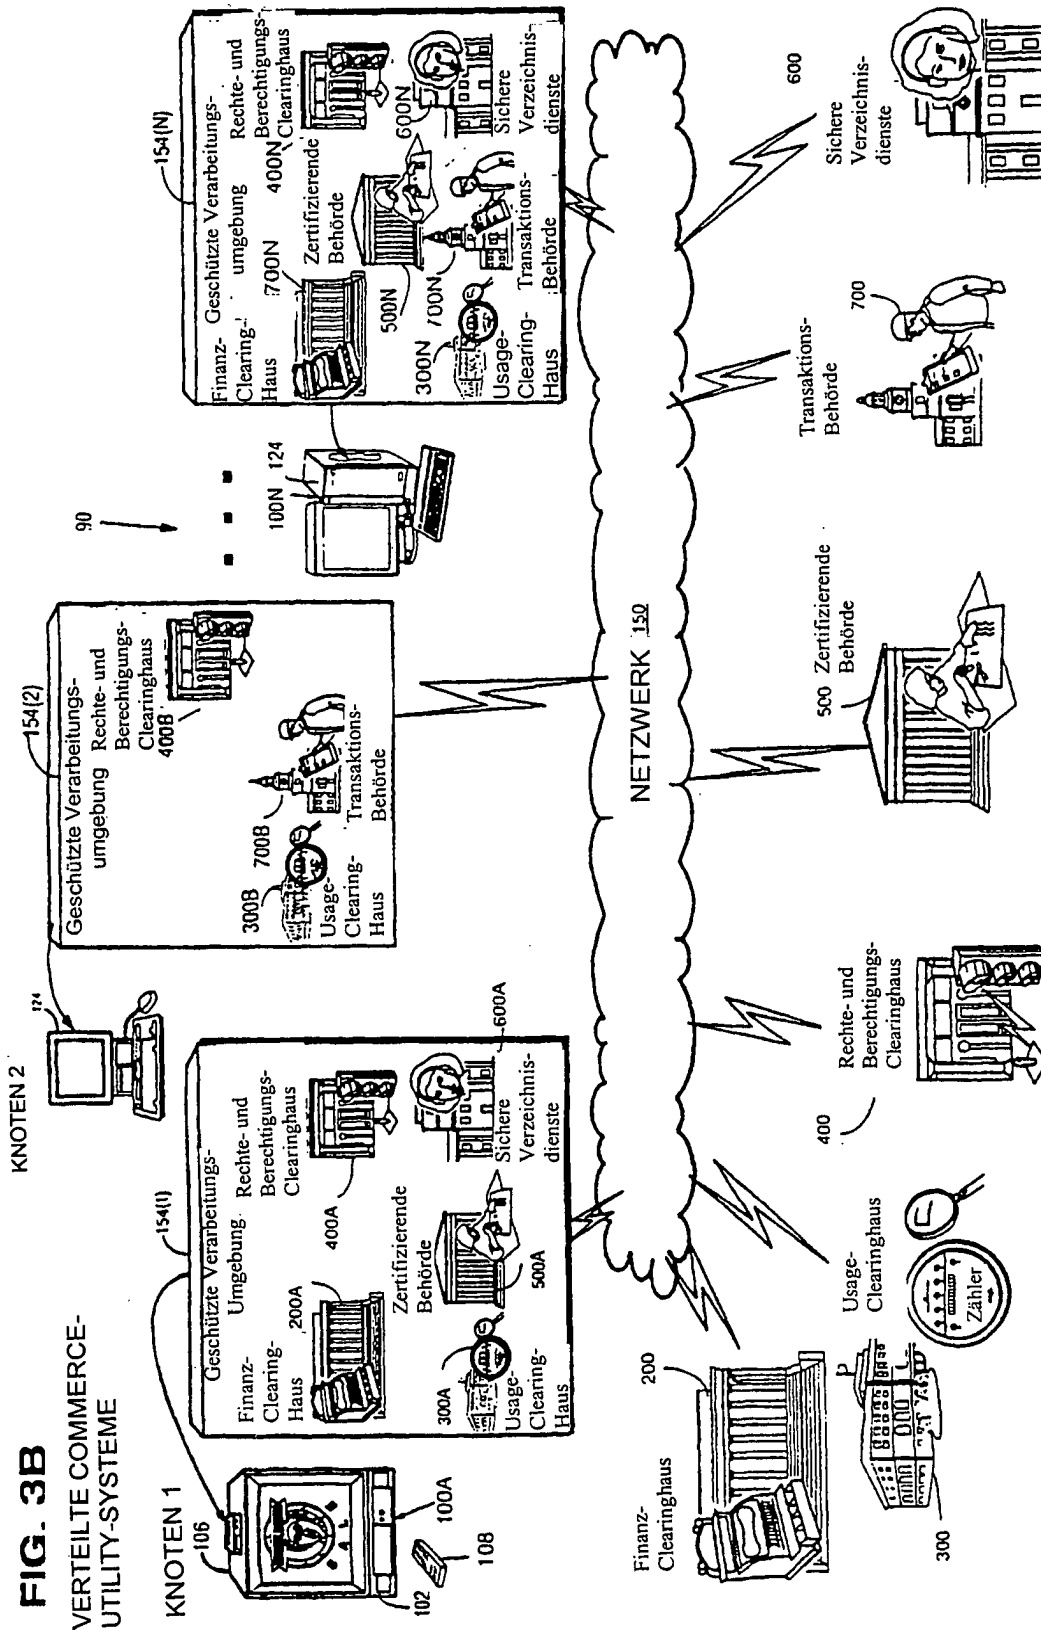 FIG. 3B
VERTEILTE COMMERCE-
UTILITY-SYSTEME
KNOTEN 1
106
102
108
100A
154(1)
Geschützte Verarbeitungs-
Umgebung
Finanz-
Clearing-
Haus
200A
Rechte- und
Berechtigungs-
Clearinghaus
400A
Zertifizierende
Behörde
500A
300A
Usage-
Clearing-
Haus
600A
Sichere
Verzeichnis-
dienste
KNOTEN 2
124
154(2)
Geschützte Verarbeitungs-
umgebung
Rechte- und
Berechtigungs-
Clearinghaus
400B
300B
Usage-
Clearing-
Haus
700B
Transaktions-
Behörde
90
100N
124
154(N)
Geschützte Verarbeitungs-
umgebung
Finanz-
Clearing-
Haus
700N
Rechte- und
Berechtigungs-
Clearinghaus
400N
Zertifizierende
Behörde
500N
300N
Usage-
Clearing-
Haus
700N
Transaktions-
Behörde
600N
Sichere
Verzeichnis-
dienste
NETZWERK 150
Finanz-
Clearinghaus
200
300
Usage-
Clearinghaus
Zähler
400
Rechte- und
Berechtigungs-
Clearinghaus
500 Zertifizierende
Behörde
Transaktions-
Behörde
700
Sichere
Verzeichnis-
dienste
600